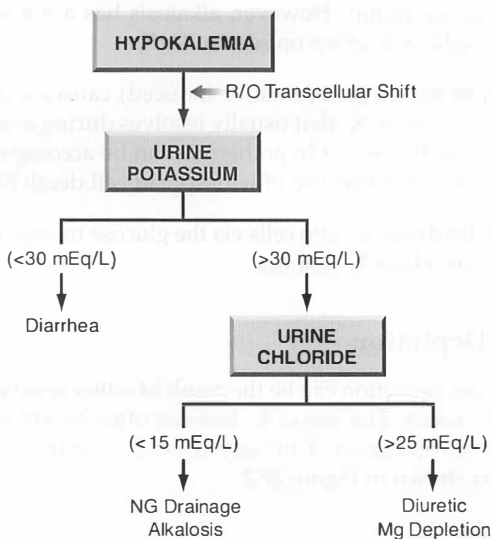 HYPOKALEMIA
R/O Transcellular Shift
URINE
POTASSIUM
(<30 mEq/L) (>30 mEq/L)
Diarrhea
URINE
CHLORIDE
(<15 mEq/L) (>25 mEq/L)
NG Drainage Diuretic
Alkalosis Mg Depletion